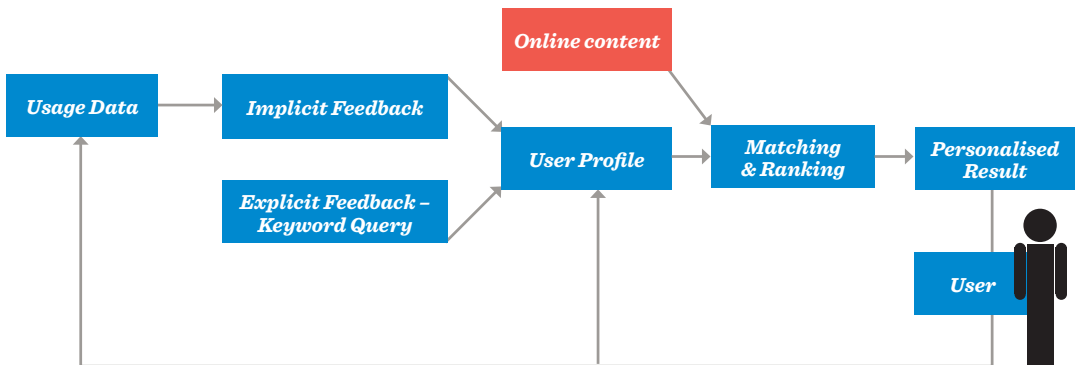 Online content
Usage Data
Implicit Feedback
User Profile
Matching
& Ranking
Personalised
Result
Explicit Feedback –
Keyword Query
User